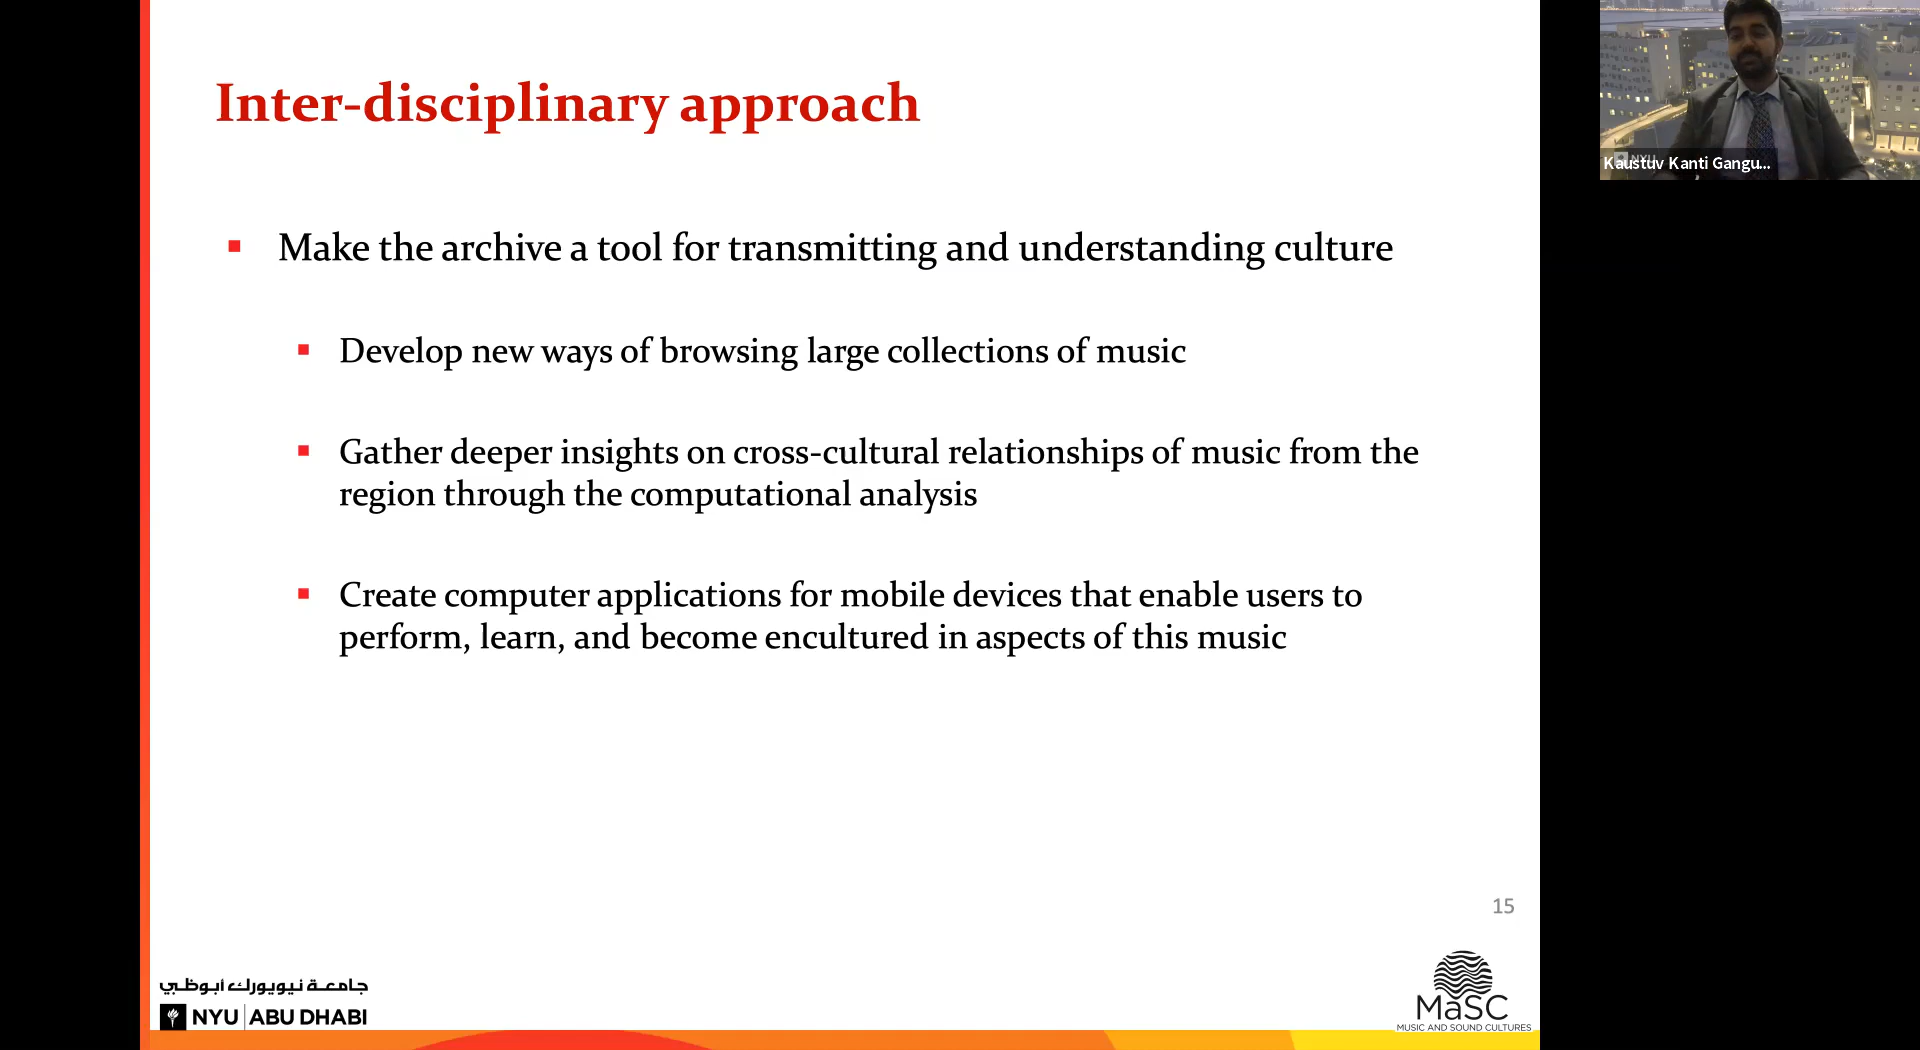 Inter-disciplinary approach
Make the archive a tool for transmitting and understanding culture
Develop new ways of browsing large collections of music
Gather deeper insights on cross-cultural relationships of music from the
region through the computational analysis
Create computer applications for mobile devices that enable users to
perform, learn, and become encultured in aspects of this music
15
جامعة نيويورك أبوظبي
NYU ABU DHABI
MaSC
MUSIC AND SOUND CULTURES
NYU
Kaustuv Kanti Gangu...